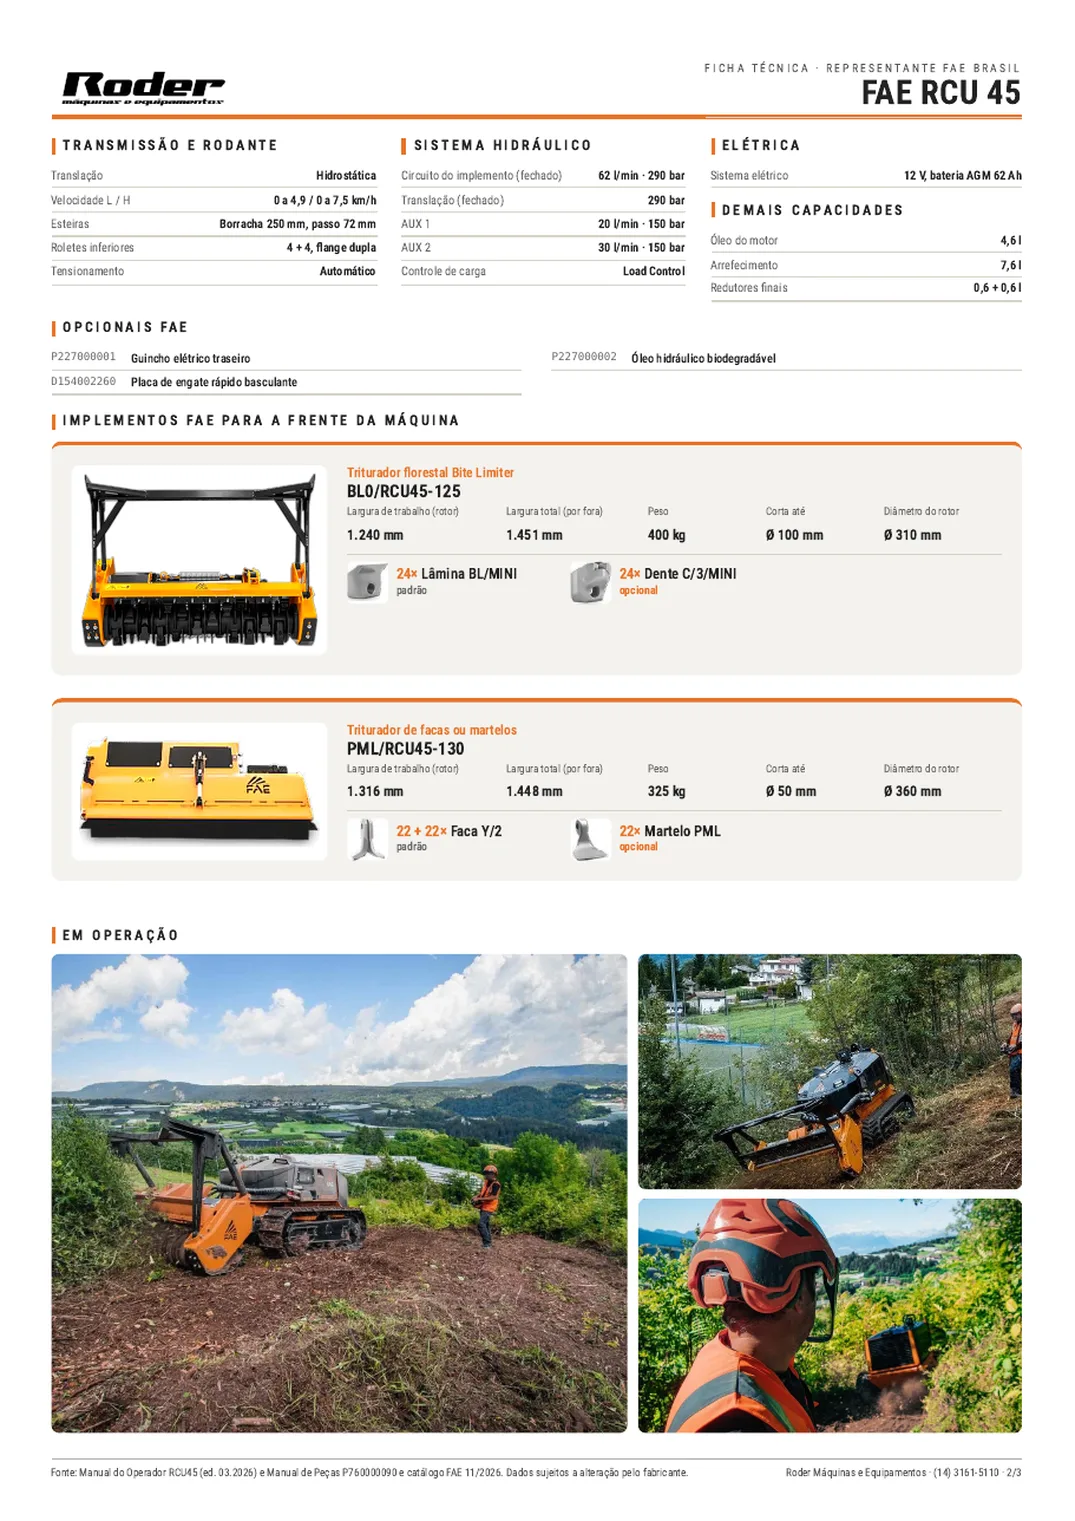 Roder
máquinas e equipamentos
FICHA TÉCNICA · REPRESENTANTE FAE BRASIL
FAE RCU 45
TRANSMISSÃO E RODANTE
Translação Hidrostática
Velocidade L / H 0 a 4,9 / 0 a 7,5 km/h
Esteiras Borracha 250 mm, passo 72 mm
Roletes inferiores 4 + 4, flange dupla
Tensionamento Automático
SISTEMA HIDRÁULICO
Circuito do implemento (fechado) 62 l/min · 290 bar
Translação (fechado) 290 bar
AUX 1 20 l/min · 150 bar
AUX 2 30 l/min · 150 bar
Controle de carga Load Control
ELÉTRICA
Sistema elétrico 12 V, bateria AGM 62 Ah
DEMAIS CAPACIDADES
Óleo do motor 4,6 l
Arrefecimento 7,6 l
Redutores finais 0,6 + 0,6 l
OPCIONAIS FAE
P227000001 Guincho elétrico traseiro
P227000002 Óleo hidráulico biodegradável
D154002260 Placa de engate rápido basculante
IMPLEMENTOS FAE PARA A FRENTE DA MÁQUINA
Triturador florestal Bite Limiter
BL0/RCU45-125
Largura de trabalho (rotor) Largura total (por fora) Peso Corta até Diâmetro do rotor
1.240 mm 1.451 mm 400 kg Ø 100 mm Ø 310 mm
24× Lâmina BL/MINI 24× Dente C/3/MINI
padrão opcional
Triturador de facas ou martelos
PML/RCU45-130
Largura de trabalho (rotor) Largura total (por fora) Peso Corta até Diâmetro do rotor
1.316 mm 1.448 mm 325 kg Ø 50 mm Ø 360 mm
FAE
22 + 22× Faca Y/2 22× Martelo PML
padrão opcional
EM OPERAÇÃO
FAE
Fonte: Manual do Operador RCU45 (ed. 03.2026) e Manual de Peças P760000090 e catálogo FAE 11/2026. Dados sujeitos a alteração pelo fabricante.
Roder Máquinas e Equipamentos · (14) 3161-5110 · 2/3